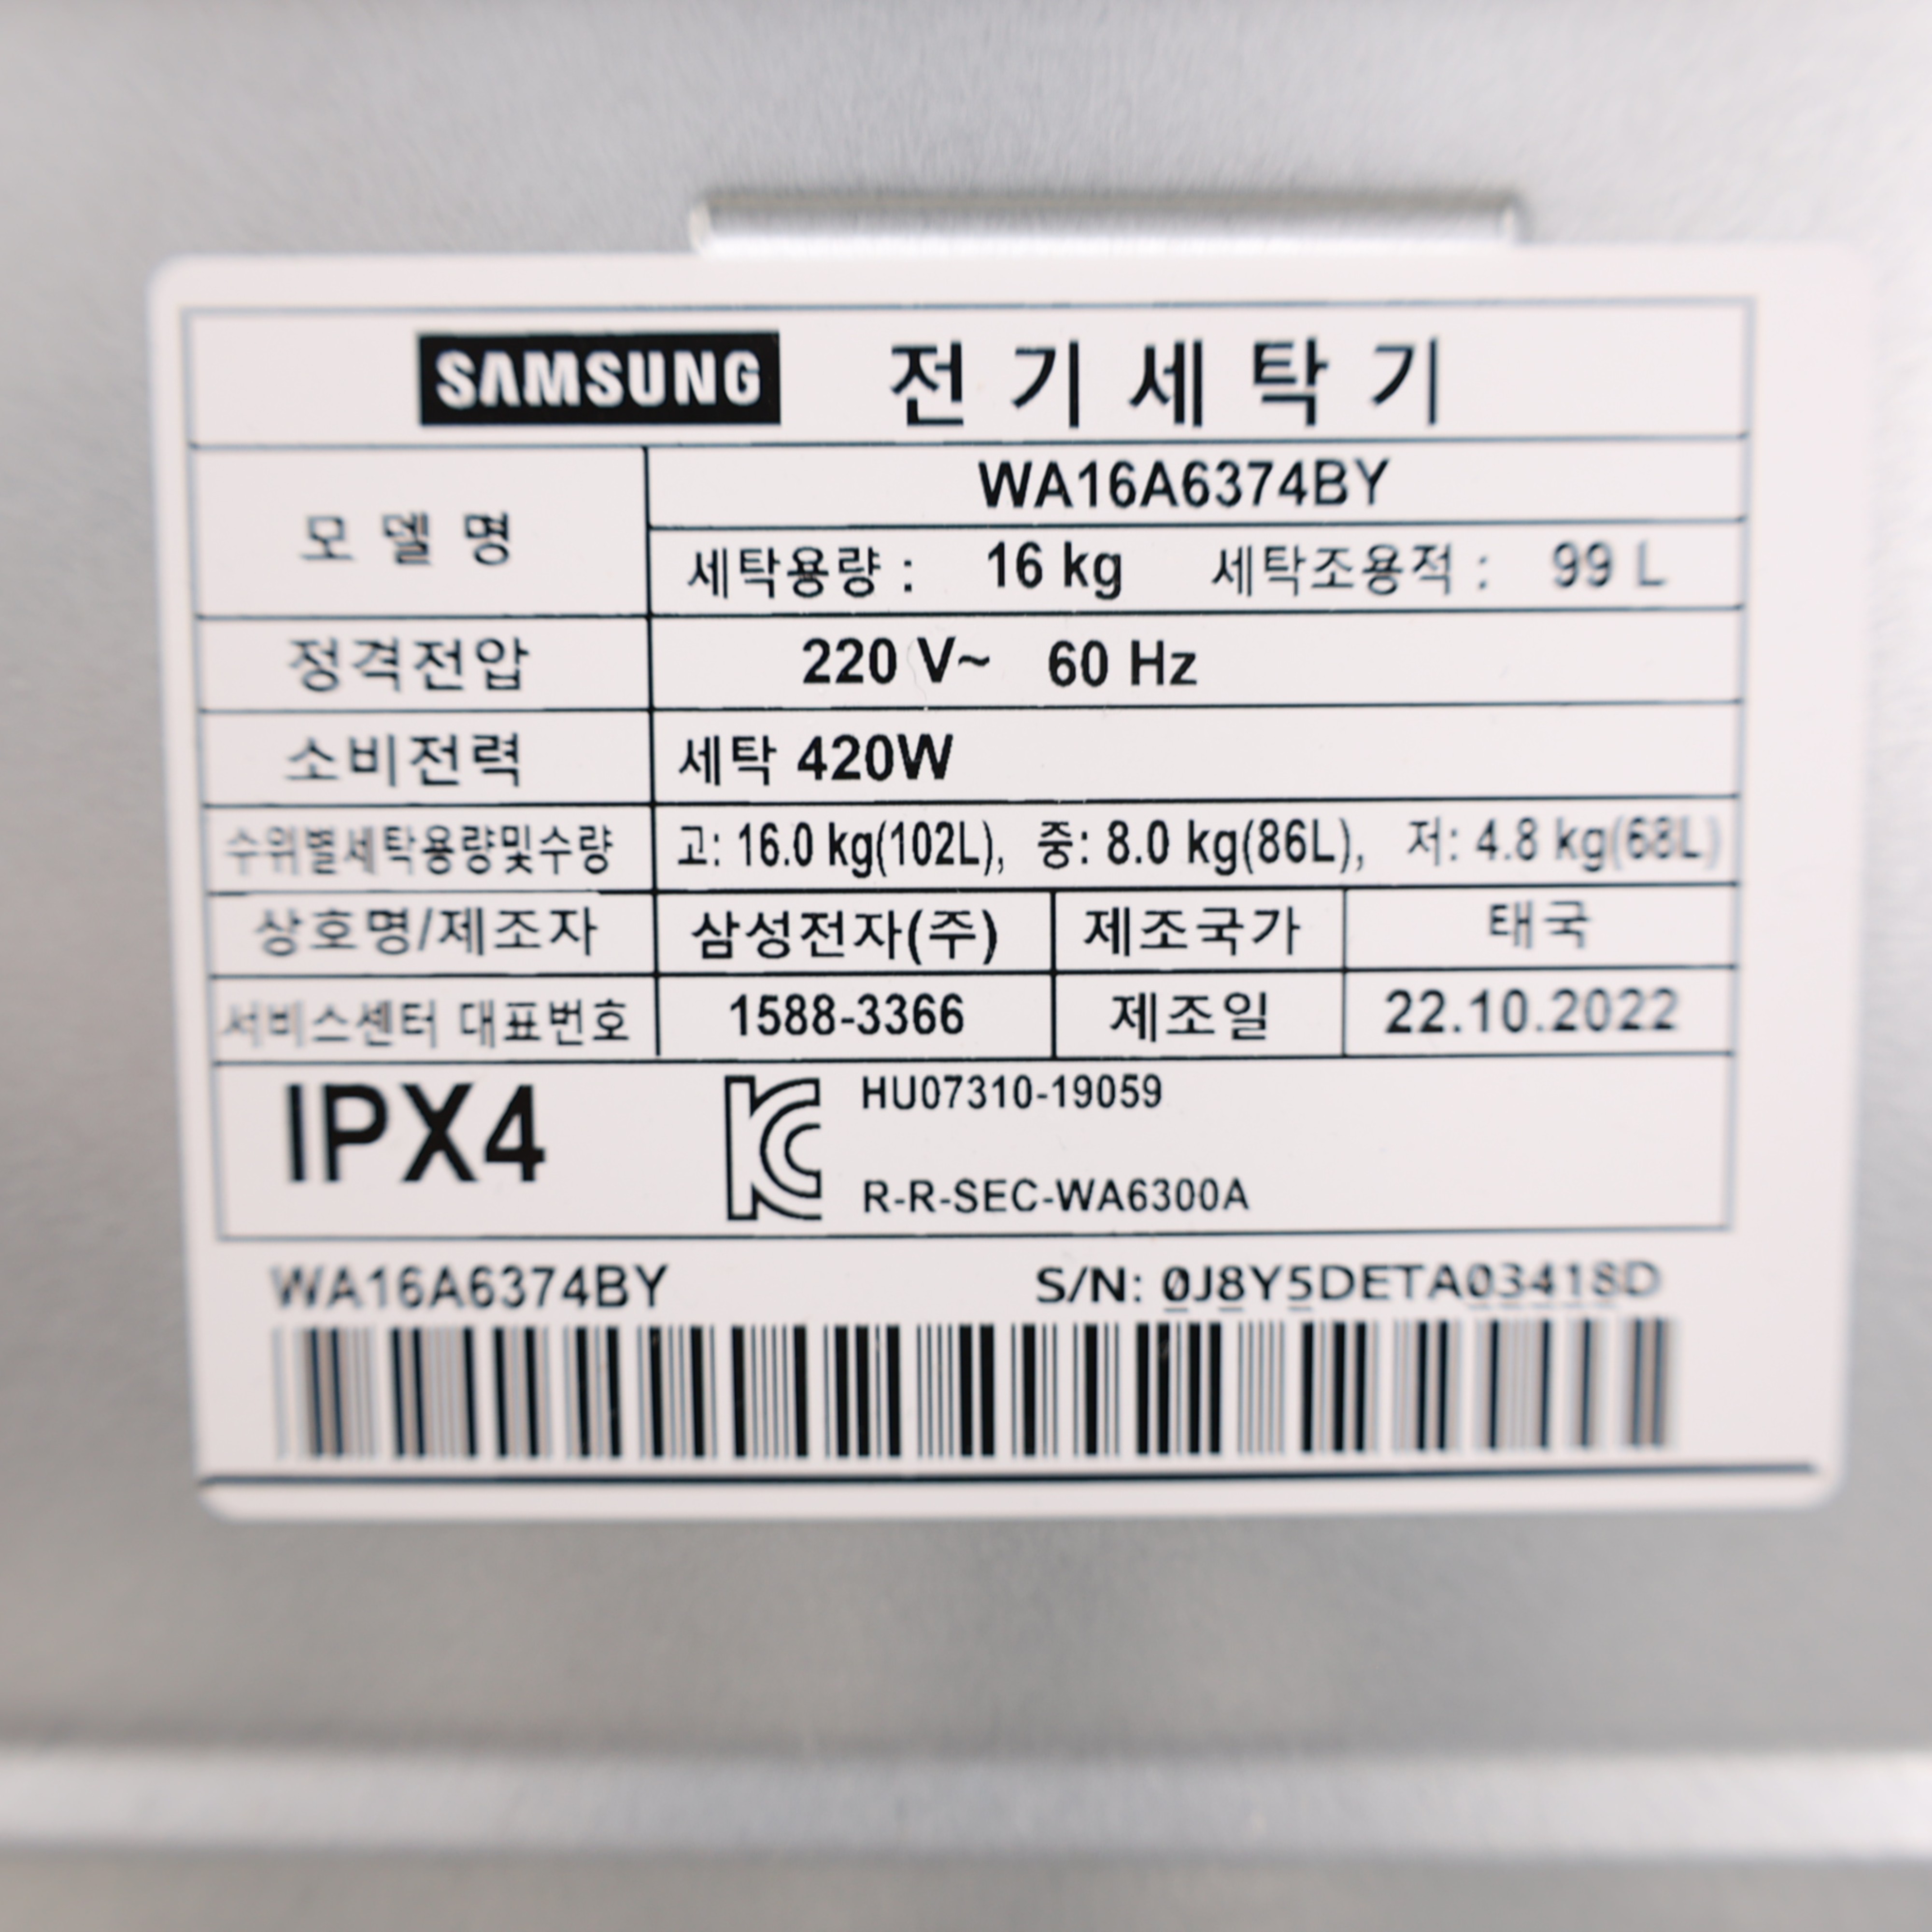 SAMSUNG 전기세탁기
모델명 WA16A6374BY
세탁용량 : 16 kg 세탁조용적 : 99 L
정격전압 220 V~ 60 Hz
소비전력 세탁 420W
수위별세탁용량및수량 고: 16.0 kg(102L), 중: 8.0 kg(86L), 저: 4.8 kg(68L)
상호명/제조자 삼성전자(주) 제조국가 태국
서비스센터 대표번호 1588-3366 제조일 22.10.2022
IPX4 HU07310-19059
R-R-SEC-WA6300A
WA16A6374BY S/N: 0J8Y5DETA03418D